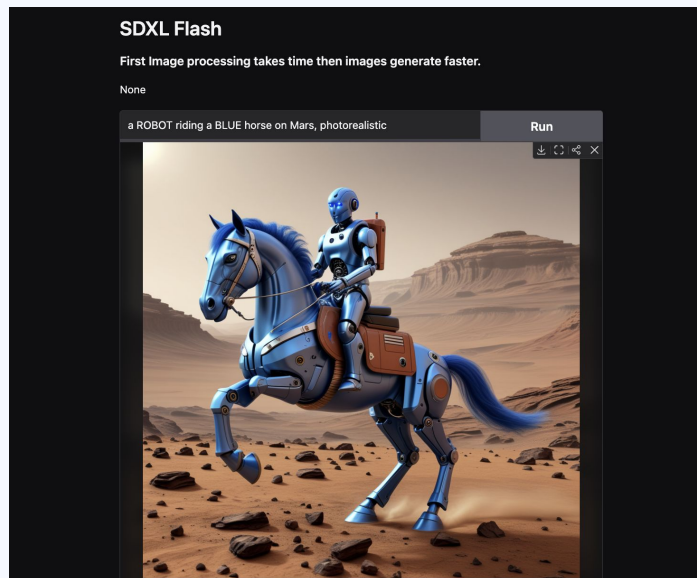 SDXL Flash
First Image processing takes time then images generate faster.
None
a ROBOT riding a BLUE horse on Mars, photorealistic
Run